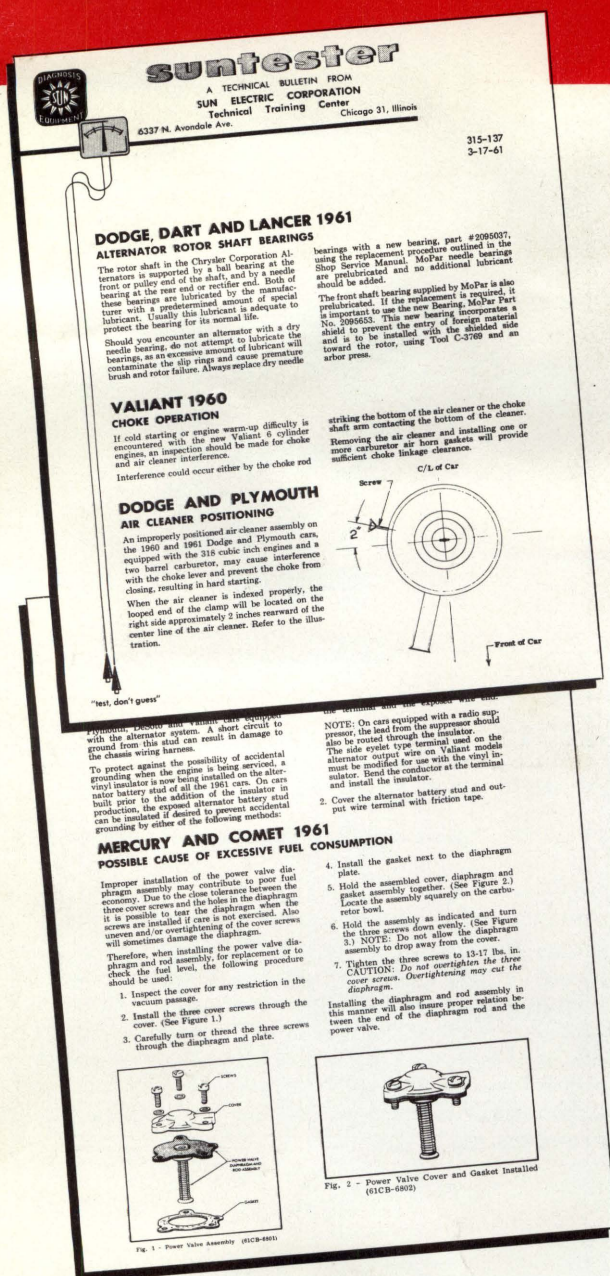 DIAGNOSIS
SUN
EQUIPMENT
suntester
A TECHNICAL BULLETIN FROM
SUN ELECTRIC CORPORATION
Technical Training Center
6337 N. Avondale Ave.
Chicago 31, Illinois
315-137
3-17-61
DODGE, DART AND LANCER 1961
ALTERNATOR ROTOR SHAFT BEARINGS
The rotor shaft in the Chrysler Corporation Al-
ternators is supported by a ball bearing at the
front or pulley end of the shaft, and by a needle
bearing at the rear end or rectifier end. Both of
these bearings are lubricated by the manufac-
turer with a predetermined amount of special
lubricant. Usually this lubricant is adequate to
protect the bearing for its normal life.
Should you encounter an alternator with a dry
needle bearing, do not attempt to lubricate the
bearings, as an excessive amount of lubricant will
contaminate the slip rings and cause premature
brush and rotor failure. Always replace dry needle
bearings with a new bearing, part #2095037,
using the replacement procedure outlined in the
Shop Service Manual. MoPar needle bearings
are prelubricated and no additional lubricant
should be added.
The front shaft bearing supplied by MoPar is also
prelubricated. If the replacement is required, it
is important to use the new Bearing, MoPar Part
No. 2095653. This new bearing incorporates a
shield to prevent the entry of foreign material
and is to be installed with the shielded side
toward the rotor, using Tool C-3769 and an
arbor press.
VALIANT 1960
CHOKE OPERATION
If cold starting or engine warm-up difficulty is
encountered with the new Valiant 6 cylinder
engines, an inspection should be made for choke
and air cleaner interference.
Interference could occur either by the choke rod
striking the bottom of the air cleaner or the choke
shaft arm contacting the bottom of the cleaner.
Removing the air cleaner and installing one or
more carburetor air horn gaskets will provide
sufficient choke linkage clearance.
DODGE AND PLYMOUTH
AIR CLEANER POSITIONING
An improperly positioned air cleaner assembly on
the 1960 and 1961 Dodge and Plymouth cars,
equipped with the 318 cubic inch engines and a
two barrel carburetor, may cause interference
with the choke lever and prevent the choke from
closing, resulting in hard starting.
When the air cleaner is indexed properly, the
looped end of the clamp will be located on the
right side approximately 2 inches rearward of the
center line of the air cleaner. Refer to the illus-
tration.
C/L of Car
Screw
2"
Front of Car
"test, don't guess"
Plymouth, DeSoto and Valiant cars equipped
with the alternator system. A short circuit to
ground from this stud can result in damage to
the chassis wiring harness.
To protect against the possibility of accidental
grounding when the engine is being serviced, a
vinyl insulator is now being installed on the alter-
nator battery stud of all the 1961 cars. On cars
built prior to the addition of the insulator in
production, the exposed alternator battery stud
can be insulated if desired to prevent accidental
grounding by either of the following methods:
the terminal and the exposed wire end.
NOTE: On cars equipped with a radio sup-
pressor, the lead from the suppressor should
also be routed through the insulator.
The side eyelet type terminal used on the
alternator output wire on Valiant models
must be modified for use with the vinyl in-
sulator. Bend the conductor at the terminal
and install the insulator.
2. Cover the alternator battery stud and out-
put wire terminal with friction tape.
MERCURY AND COMET 1961
POSSIBLE CAUSE OF EXCESSIVE FUEL CONSUMPTION
Improper installation of the power valve dia-
phragm assembly may contribute to poor fuel
economy. Due to the close tolerance between the
three cover screws and the holes in the diaphragm
it is possible to tear the diaphragm when the
screws are installed if care is not exercised. Also
uneven and/or overtightening of the cover screws
will sometimes damage the diaphragm.
Therefore, when installing the power valve dia-
phragm and rod assembly, for replacement or to
check the fuel level, the following procedure
should be used:
1. Inspect the cover for any restriction in the
vacuum passage.
2. Install the three cover screws through the
cover. (See Figure 1.)
3. Carefully turn or thread the three screws
through the diaphragm and plate.
4. Install the gasket next to the diaphragm
plate.
5. Hold the assembled cover, diaphragm and
gasket assembly together. (See Figure 2.)
Locate the assembly squarely on the carbu-
retor bowl.
6. Hold the assembly as indicated and turn
the three screws down evenly. (See Figure
3.) NOTE: Do not allow the diaphragm
assembly to drop away from the cover.
7. Tighten the three screws to 13-17 lbs. in.
CAUTION: Do not overtighten the three
cover screws. Overtightening may cut the
diaphragm.
Installing the diaphragm and rod assembly in
this manner will also insure proper relation be-
tween the end of the diaphragm rod and the
power valve.
SCREWS
COVER
POWER VALVE
DIAPHRAGM AND
ROD ASSEMBLY
GASKET
Fig. 1 - Power Valve Assembly (61CB-6801)
Fig. 2 - Power Valve Cover and Gasket Installed
(61CB-6802)